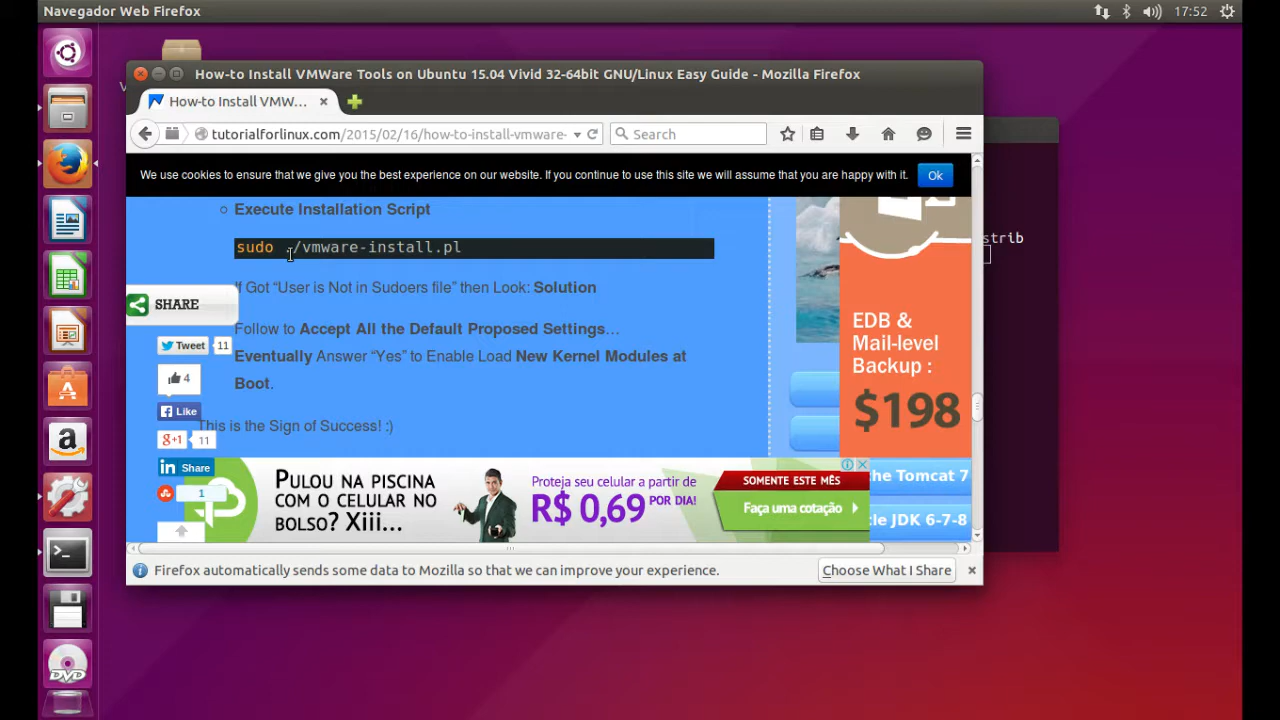 Navegador Web Firefox
17:52
How-to Install VMWare Tools on Ubuntu 15.04 Vivid 32-64bit GNU/Linux Easy Guide - Mozilla Firefox
How-to Install VMW...
tutorialforlinux.com/2015/02/16/how-to-install-vmware-
Search
We use cookies to ensure that we give you the best experience on our website. If you continue to use this site we will assume that you are happy with it.
Ok
Execute Installation Script
sudo ./vmware-install.pl
strib
If Got “User is Not in Sudoers file” then Look: Solution
SHARE
Follow to Accept All the Default Proposed Settings…
Tweet 11
Eventually Answer “Yes” to Enable Load New Kernel Modules at
Boot.
4
Like
This is the Sign of Success! :)
g+1 11
in Share
1
EDB &
Mail-level
Backup :
$198
PULOU NA PISCINA
COM O CELULAR NO
BOLSO? XIII...
Proteja seu celular a partir de
R$ 0,69 POR DIA!
SOMENTE ESTE MÊS
Faça uma cotação
he Tomcat 7
cle JDK 6-7-8
Firefox automatically sends some data to Mozilla so that we can improve your experience.
Choose What I Share
DVD